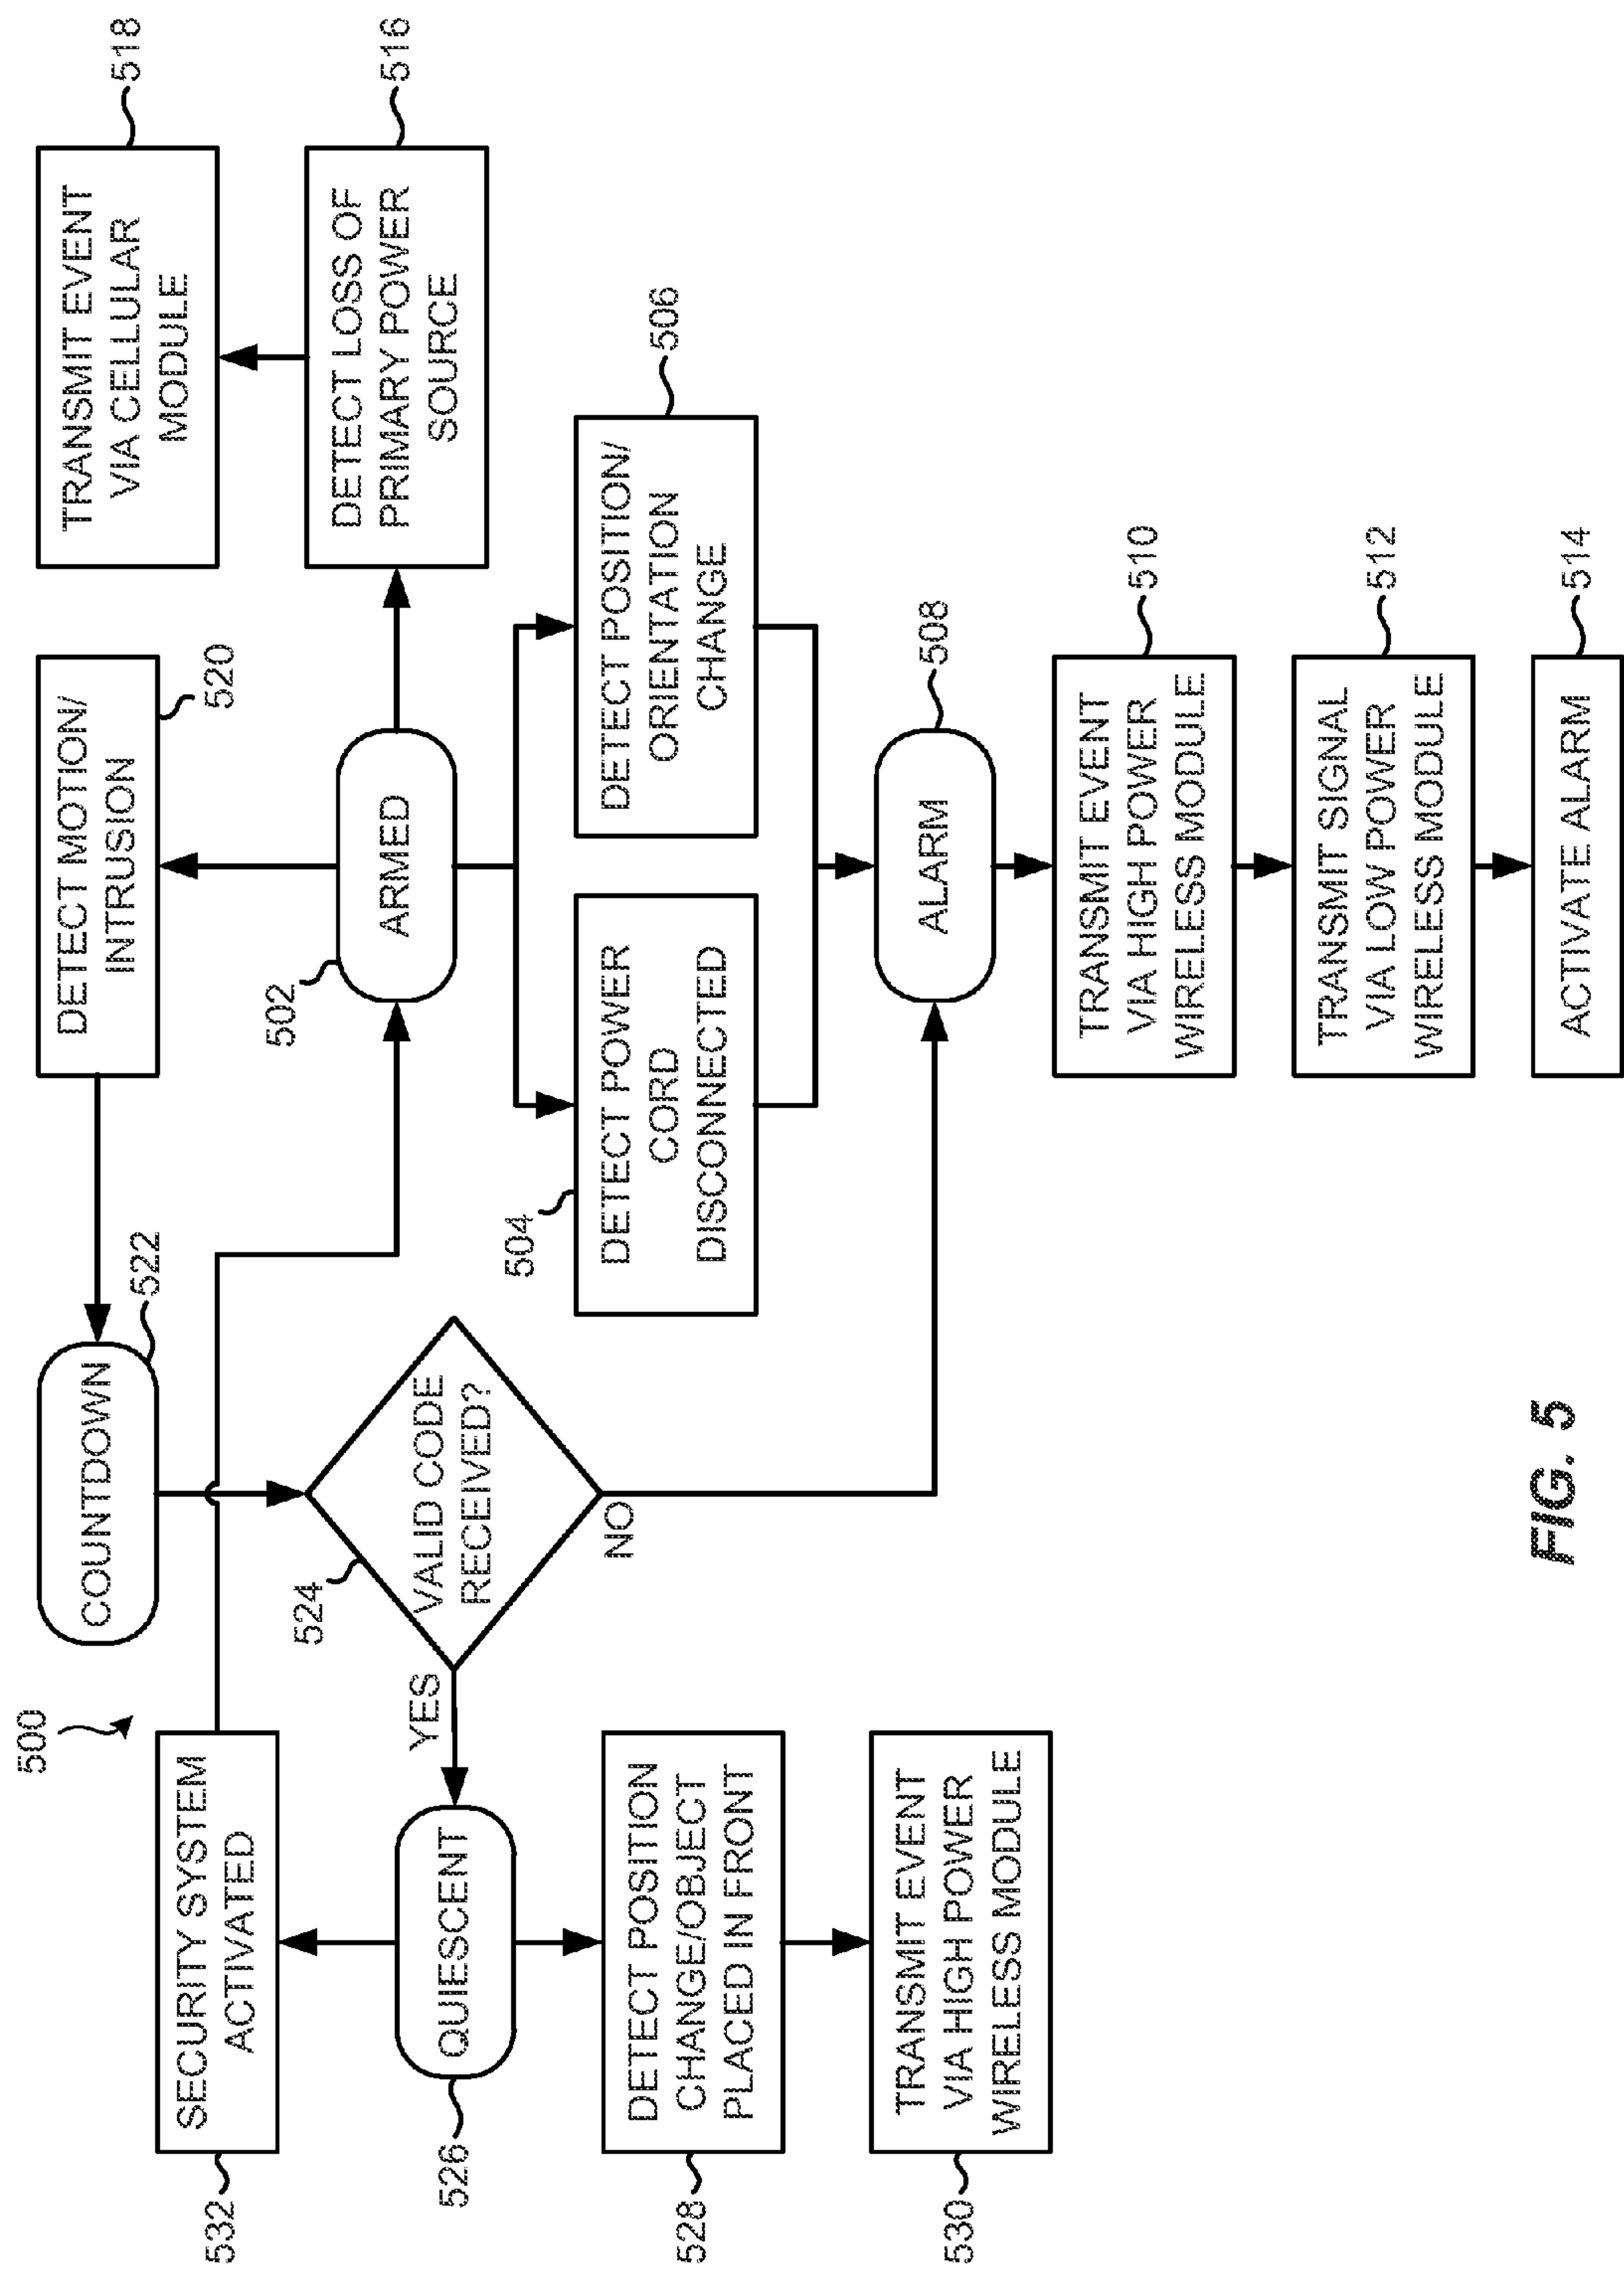 500
532
SECURITY SYSTEM
ACTIVATED
COUNTDOWN
522
DETECT MOTION/
INTRUSION
520
TRANSMIT EVENT
VIA CELLULAR
MODULE
518
526
QUIESCENT
YES
524
VALID CODE
RECEIVED?
NO
502
ARMED
DETECT LOSS OF
PRIMARY POWER
SOURCE
516
528
DETECT POSITION
CHANGE/OBJECT
PLACED IN FRONT
504
DETECT POWER
CORD
DISCONNECTED
DETECT POSITION/
ORIENTATION
CHANGE
506
530
TRANSMIT EVENT
VIA HIGH POWER
WIRELESS MODULE
ALARM
508
TRANSMIT EVENT
VIA HIGH POWER
WIRELESS MODULE
510
TRANSMIT SIGNAL
VIA LOW POWER
WIRELESS MODULE
512
ACTIVATE ALARM
514
FIG. 5